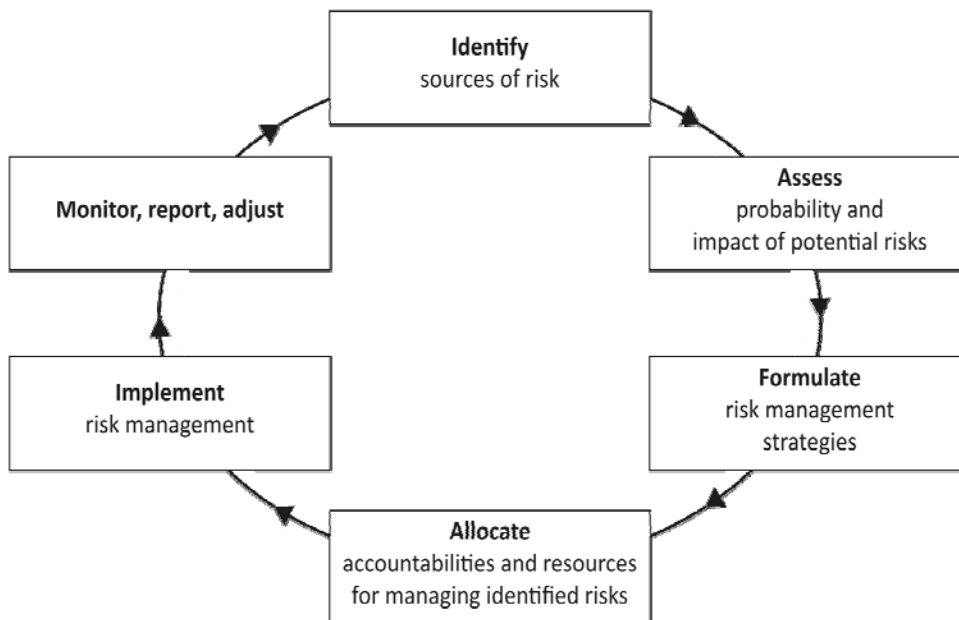 Identify
sources of risk
Assess
probability and
impact of potential risks
Formulate
risk management
strategies
Allocate
accountabilities and resources
for managing identified risks
Implement
risk management
Monitor, report, adjust